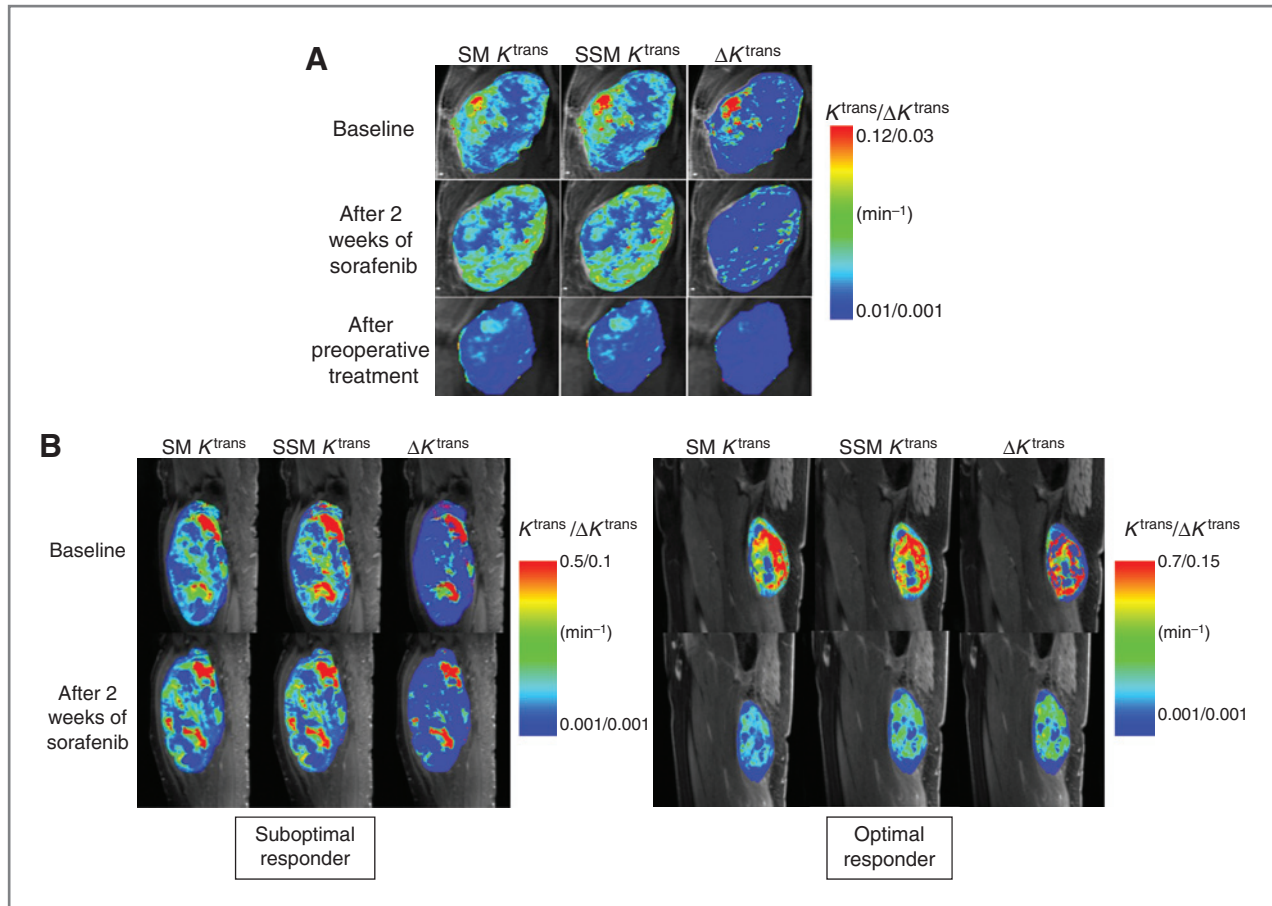 A
SM Ktrans SSM Ktrans ΔKtrans
Baseline
After 2
weeks of
sorafenib
After
preoperative
treatment
Ktrans/ΔKtrans
0.12/0.03
(min−1)
0.01/0.001
B
SM Ktrans SSM Ktrans ΔKtrans
Baseline
After 2
weeks of
sorafenib
Ktrans/ΔKtrans
0.5/0.1
(min−1)
0.001/0.001
Suboptimal
responder
SM Ktrans SSM Ktrans ΔKtrans
Ktrans/ΔKtrans
0.7/0.15
(min−1)
0.001/0.001
Optimal
responder